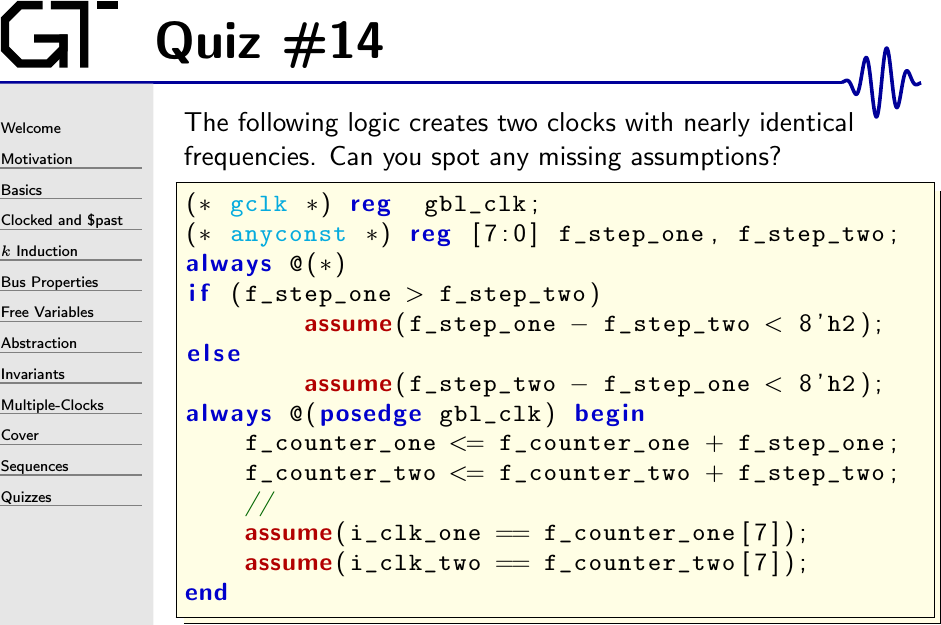 GT
Quiz #14
Welcome
Motivation
Basics
Clocked and $past
k Induction
Bus Properties
Free Variables
Abstraction
Invariants
Multiple-Clocks
Cover
Sequences
Quizzes
The following logic creates two clocks with nearly identical
frequencies. Can you spot any missing assumptions?
(* gclk *) reg gbl_clk;
(* anyconst *) reg [7:0] f_step_one, f_step_two;
always @(*)
if (f_step_one > f_step_two)
assume(f_step_one − f_step_two < 8'h2);
else
assume(f_step_two − f_step_one < 8'h2);
always @(posedge gbl_clk) begin
f_counter_one <= f_counter_one + f_step_one;
f_counter_two <= f_counter_two + f_step_two;
//
assume(i_clk_one == f_counter_one[7]);
assume(i_clk_two == f_counter_two[7]);
end